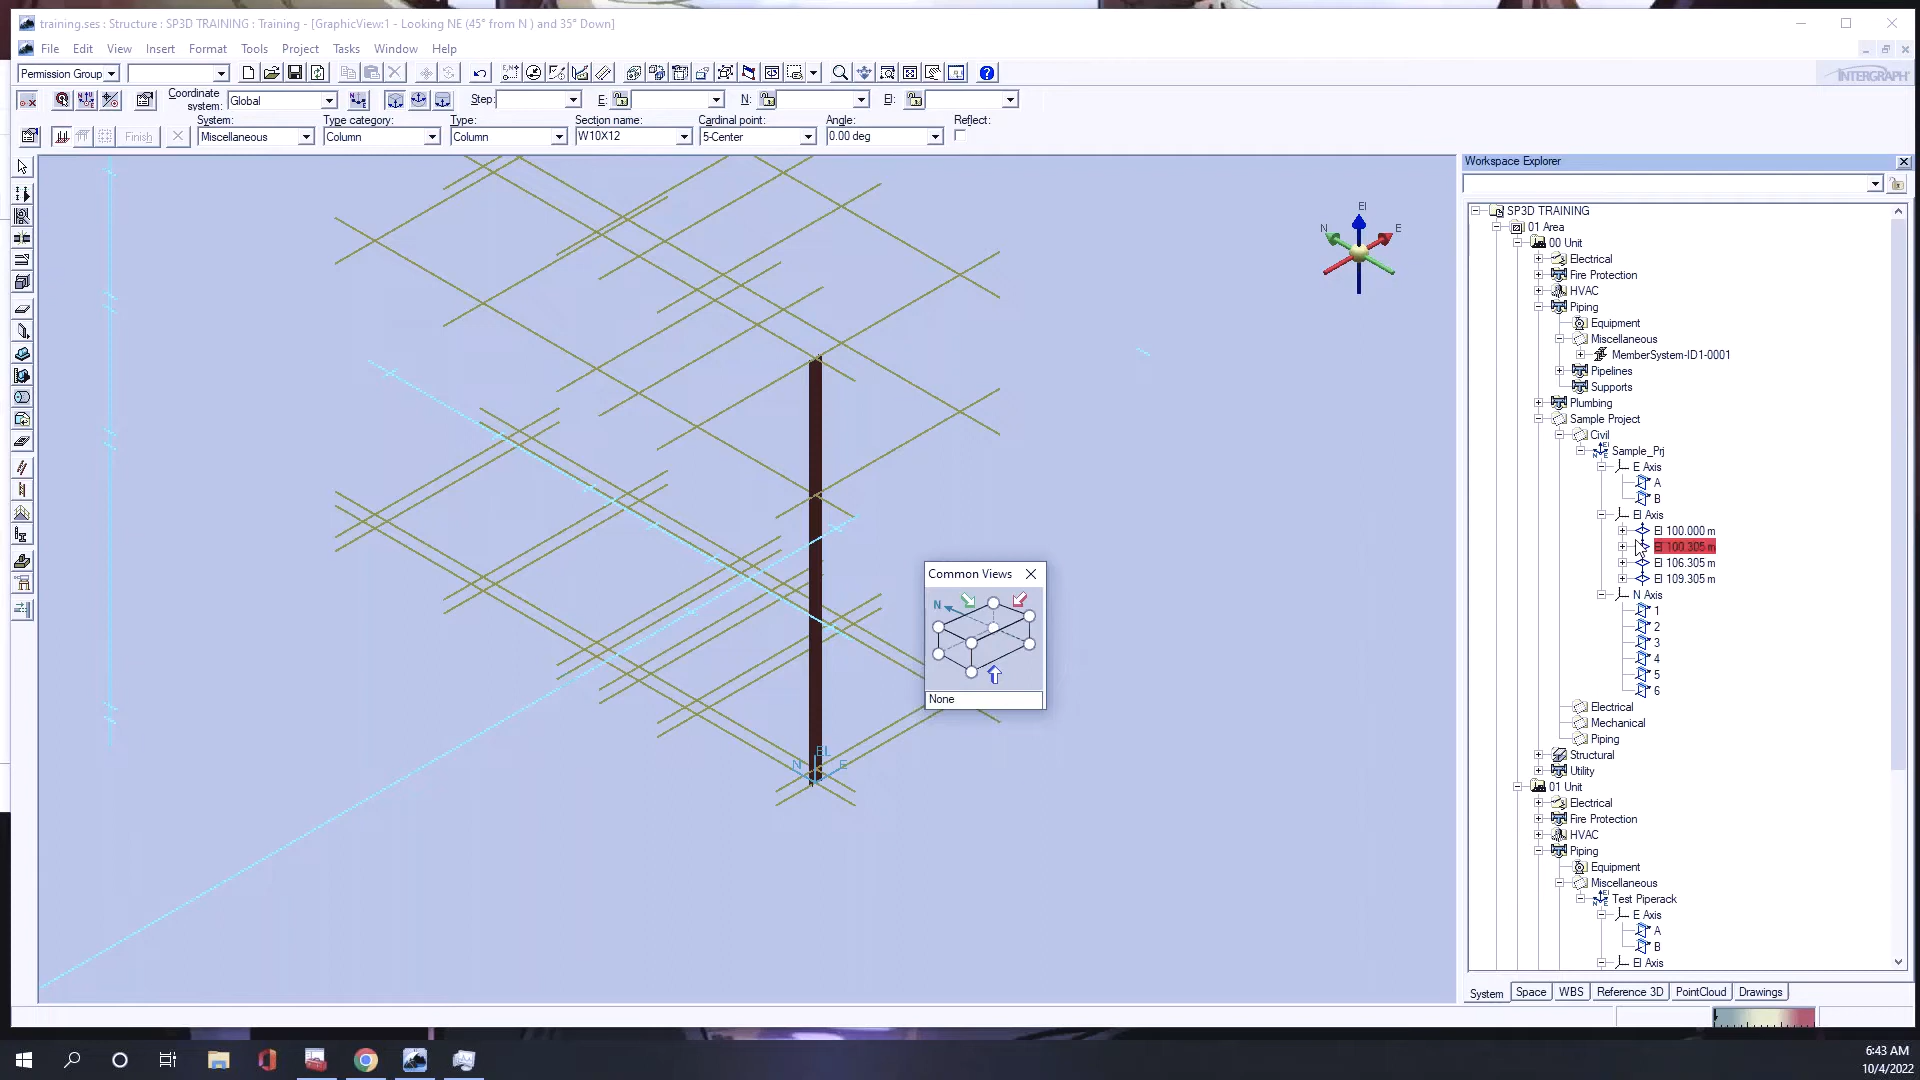 training.ses : Structure : SP3D TRAINING : Training - [GraphicView:1 - Looking NE (45° from N ) and 35° Down]
File Edit View Insert Format Tools Project Tasks Window Help
Permission Group
INTERGRAPH
Coordinate system: Global Step: E: N: El:
System: Type category: Type: Section name: Cardinal point: Angle: Reflect:
Finish Miscellaneous Column Column W10X12 5-Center 0.00 deg
Workspace Explorer
El
N E
SP3D TRAINING
01 Area
00 Unit
Electrical
Fire Protection
HVAC
Piping
Equipment
Miscellaneous
MemberSystem-ID1-0001
Pipelines
Supports
Plumbing
Sample Project
Civil
Sample_Prj
E Axis
A
B
El Axis
El 100.000 m
El 100.305 m
El 106.305 m
El 109.305 m
N Axis
1
2
3
4
5
6
Electrical
Mechanical
Piping
Structural
Utility
01 Unit
Electrical
Fire Protection
HVAC
Piping
Equipment
Miscellaneous
Test Piperack
E Axis
A
B
El Axis
Common Views
N
None
EL
N E
System Space WBS Reference 3D PointCloud Drawings
6:43 AM
10/4/2022